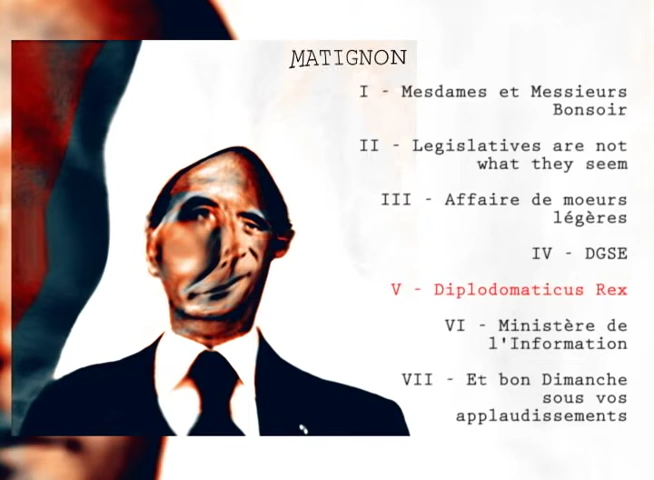 MATIGNON
I - Mesdames et Messieurs
Bonsoir
II - Legislatives are not
what they seem
III - Affaire de moeurs
légères
IV - DGSE
V - Diplodomaticus Rex
VI - Ministère de
l'Information
VII - Et bon Dimanche
sous vos
applaudissements